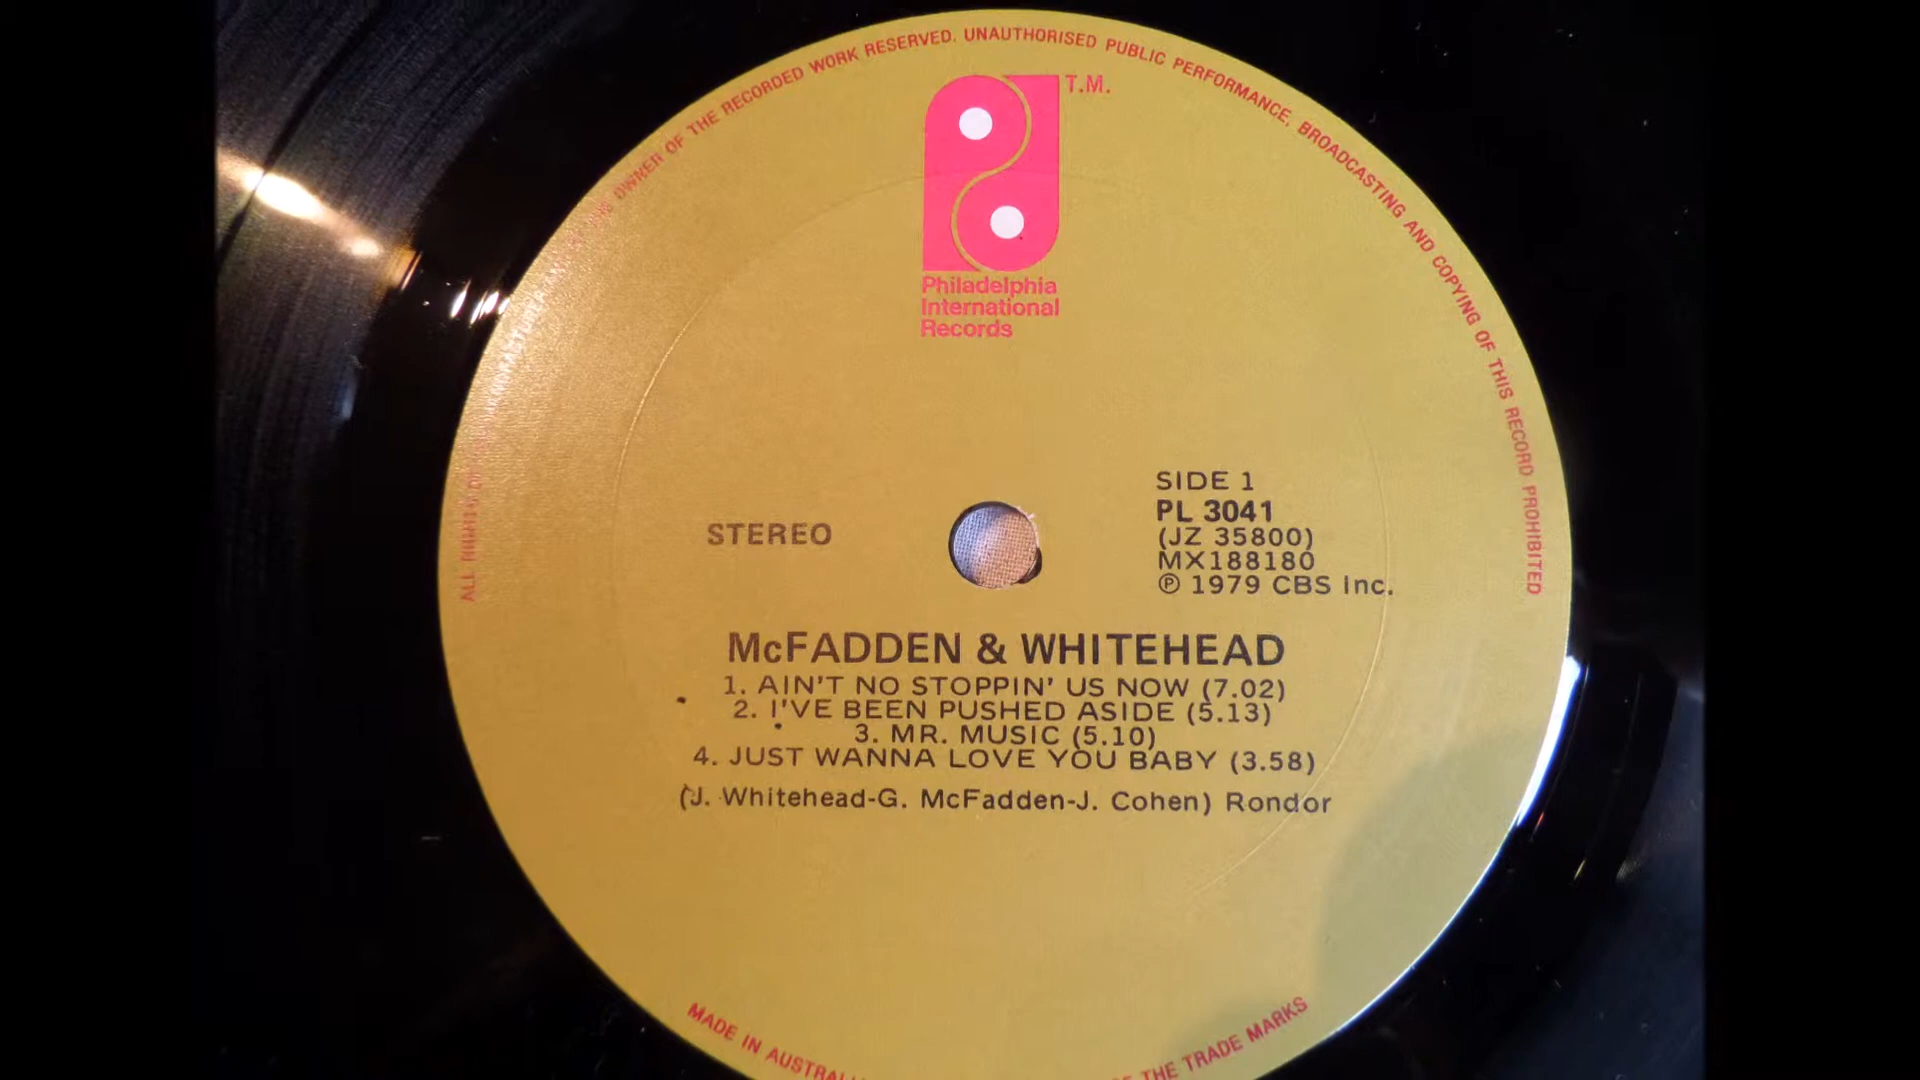 OWNER OF THE RECORDED WORK RESERVED. UNAUTHORISED PUBLIC PERFORMANCE, BROADCASTING AND COPYING OF THIS RECORD PROHIBITED
T.M.
Philadelphia
International
Records
SIDE 1
PL 3041
(JZ 35800)
MX188180
℗ 1979 CBS Inc.
STEREO
McFADDEN & WHITEHEAD
1. AIN'T NO STOPPIN' US NOW (7.02)
2. I'VE BEEN PUSHED ASIDE (5.13)
3. MR. MUSIC (5.10)
4. JUST WANNA LOVE YOU BABY (3.58)
(J. Whitehead-G. McFadden-J. Cohen) Rondor
MADE IN
THE TRADE MARKS